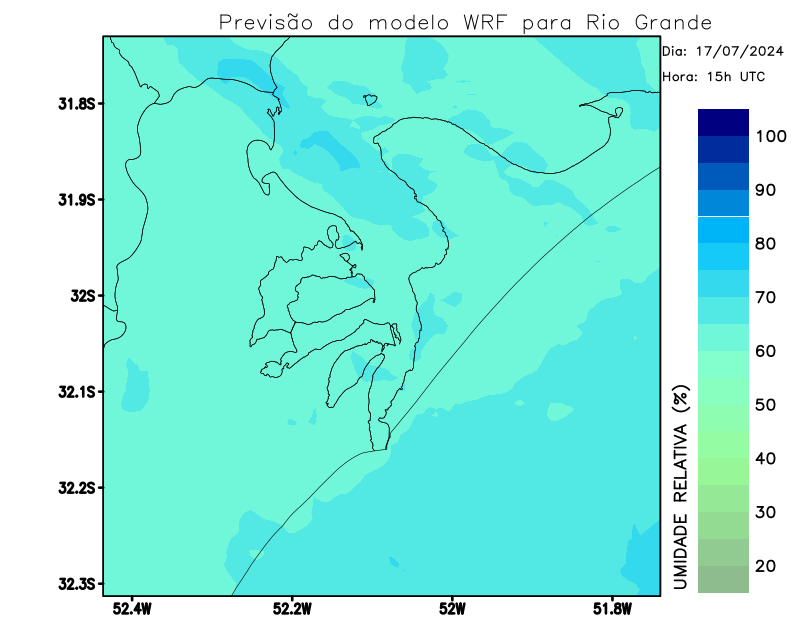 Previsão do modelo WRF para Rio Grande
Dia: 17/07/2024
Hora: 15h UTC
31.8S
31.9S
32S
32.1S
32.2S
32.3S
52.4W
52.2W
52W
51.8W
100
90
80
70
60
50
40
30
20
UMIDADE RELATIVA (%)